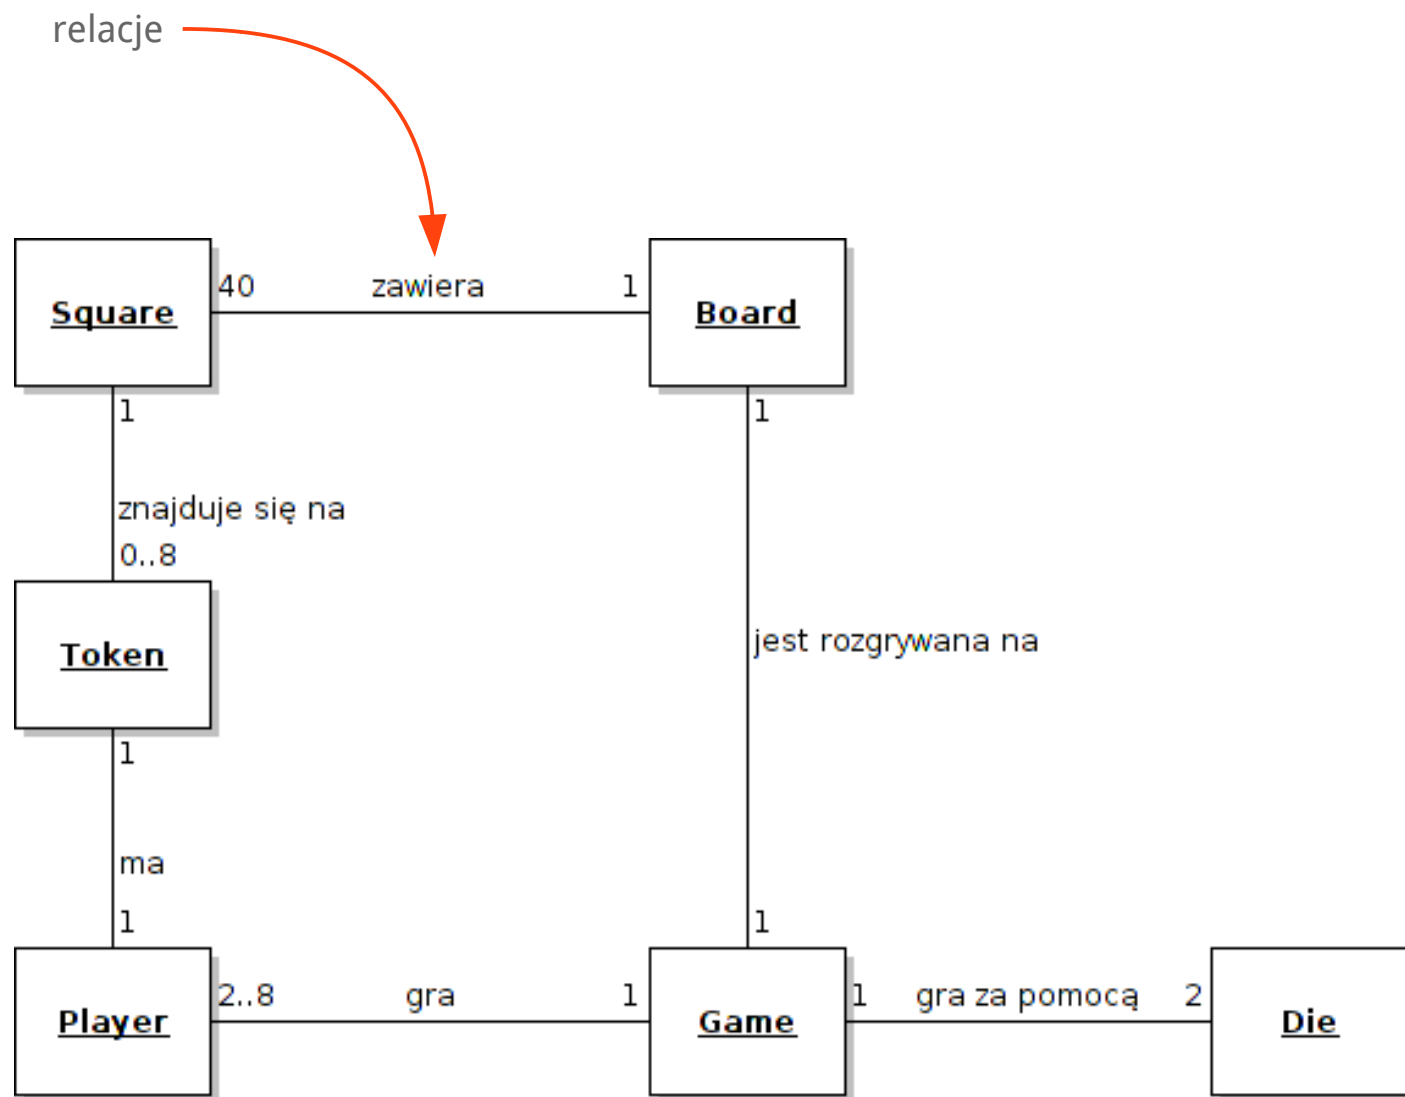 relacje
40 zawiera 1
Square
Board
1
1
znajduje się na
0..8
jest rozgrywana na
Token
1
ma
1
1
2..8 gra 1
1 gra za pomocą 2
Player
Game
Die